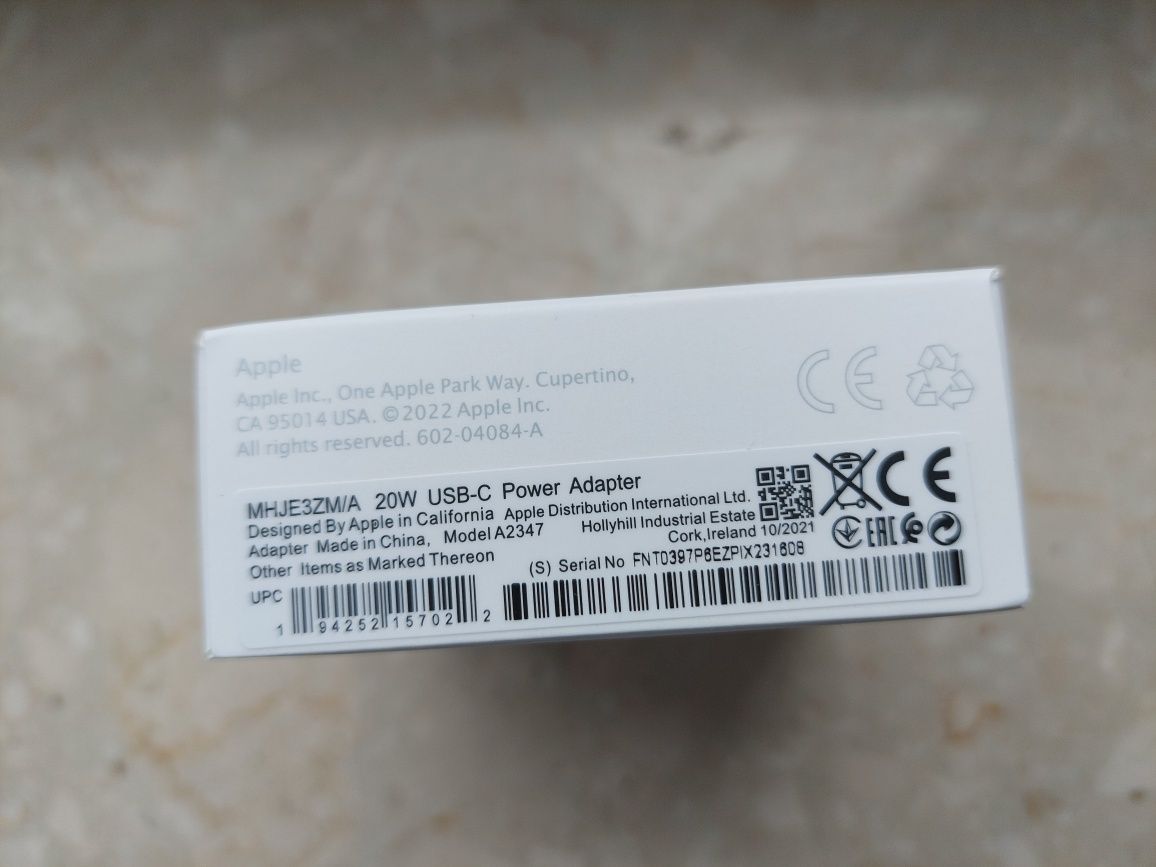 Apple
Apple Inc., One Apple Park Way. Cupertino,
CA 95014 USA. ©2022 Apple Inc.
All rights reserved. 602-04084-A
CE
MHJE3ZM/A 20W USB-C Power Adapter
Designed By Apple in California Apple Distribution International Ltd.
Adapter Made in China, Model A2347 Hollyhill Industrial Estate
Other Items as Marked Thereon Cork,Ireland 10/2021
CE
EAC
(S) Serial No FNT0397P6EZPIX231608
UPC
1 94252 15702 2